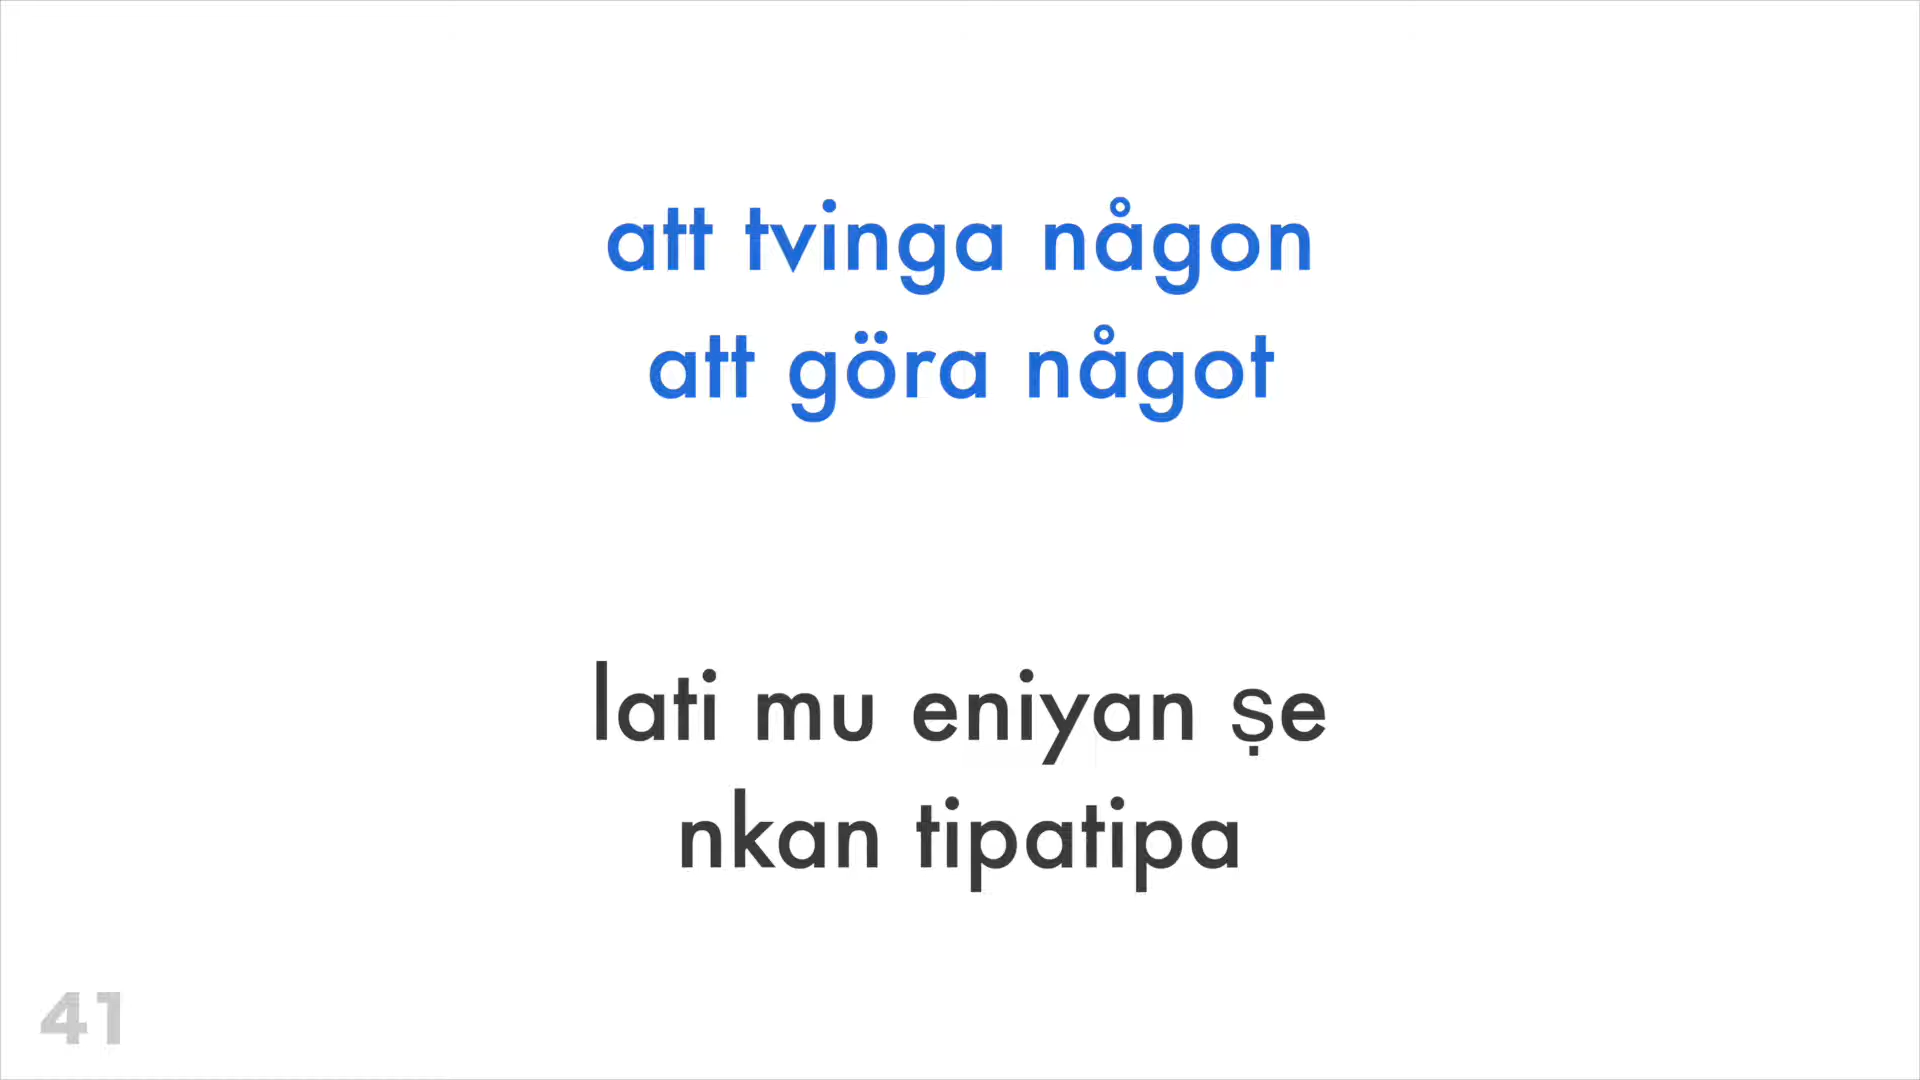 att tvinga någon
att göra något
lati mu eniyan ṣe
nkan tipatipa
41